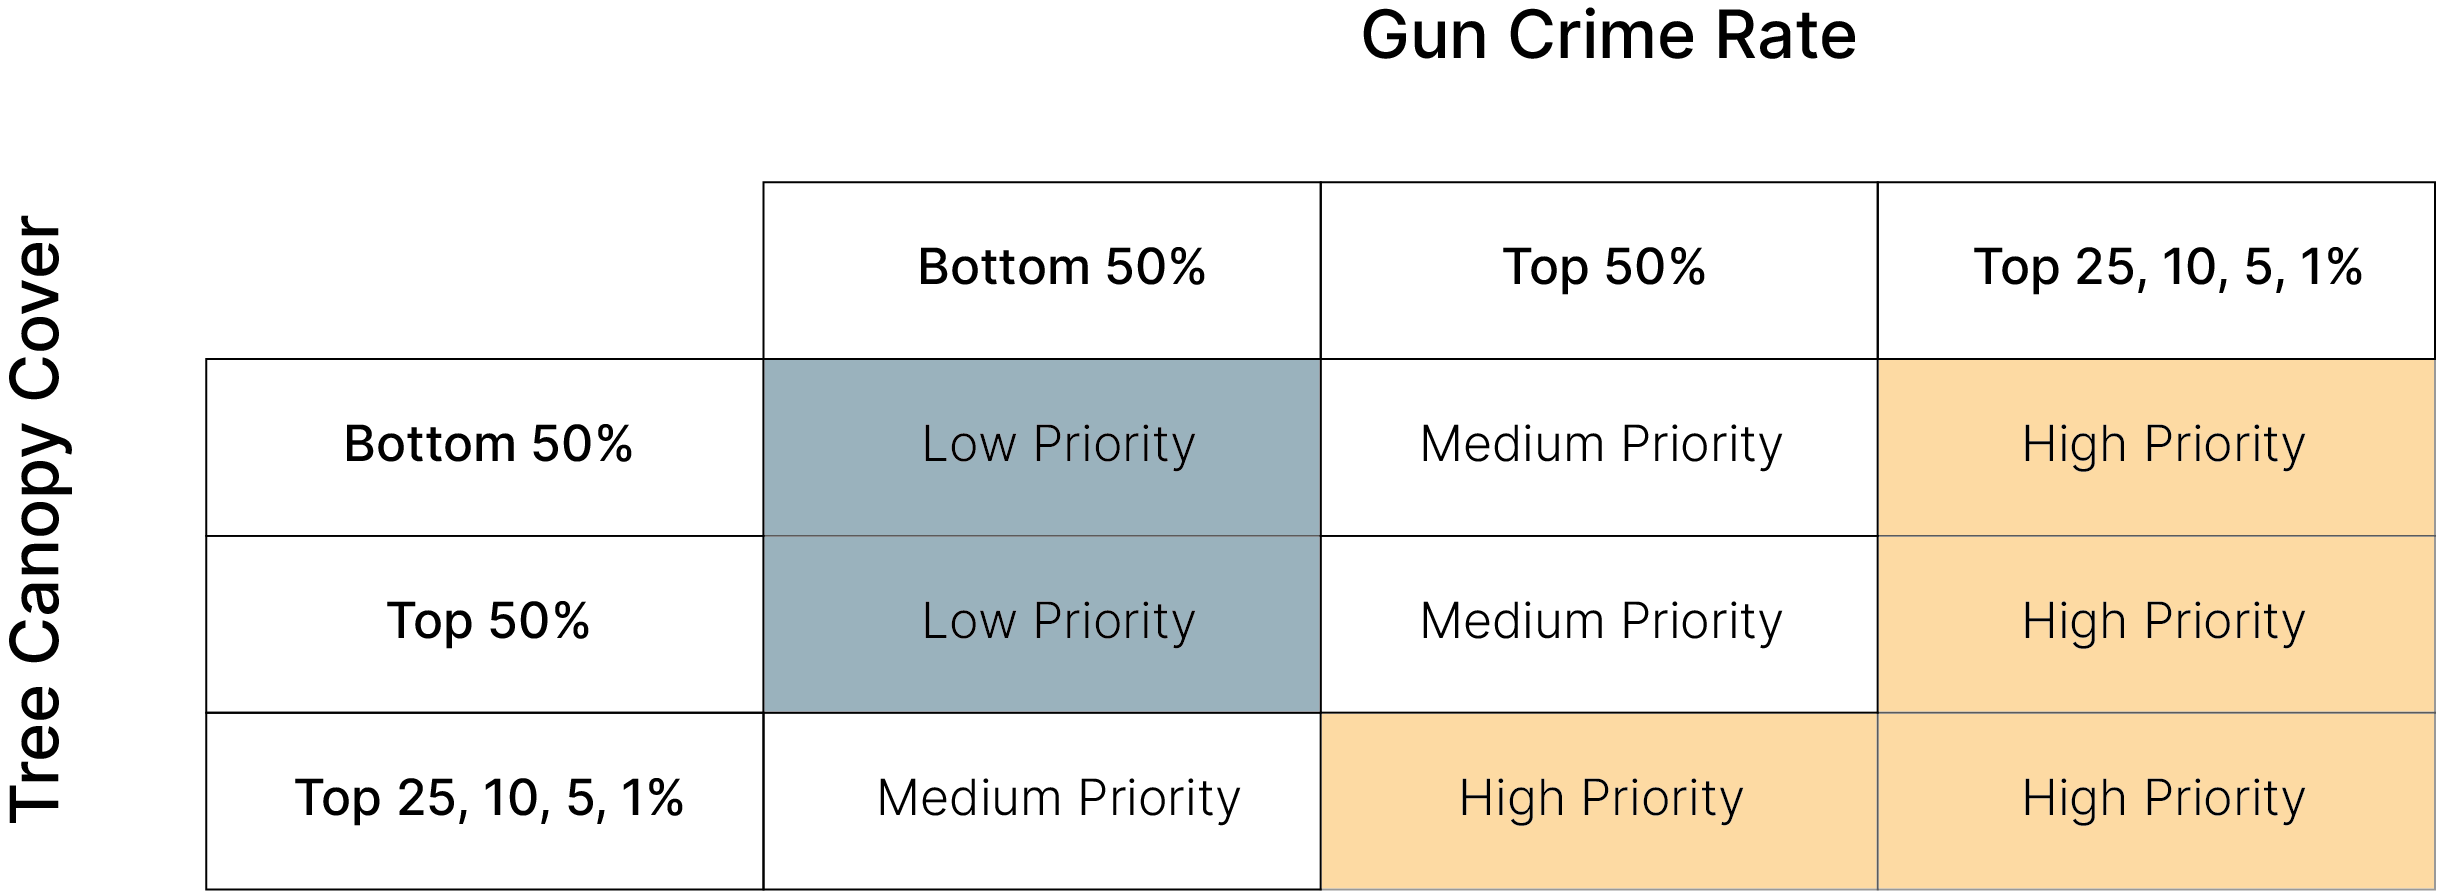 Gun Crime Rate
Tree Canopy Cover
Bottom 50% Top 50% Top 25, 10, 5, 1%
Bottom 50% Low Priority Medium Priority High Priority
Top 50% Low Priority Medium Priority High Priority
Top 25, 10, 5, 1% Medium Priority High Priority High Priority